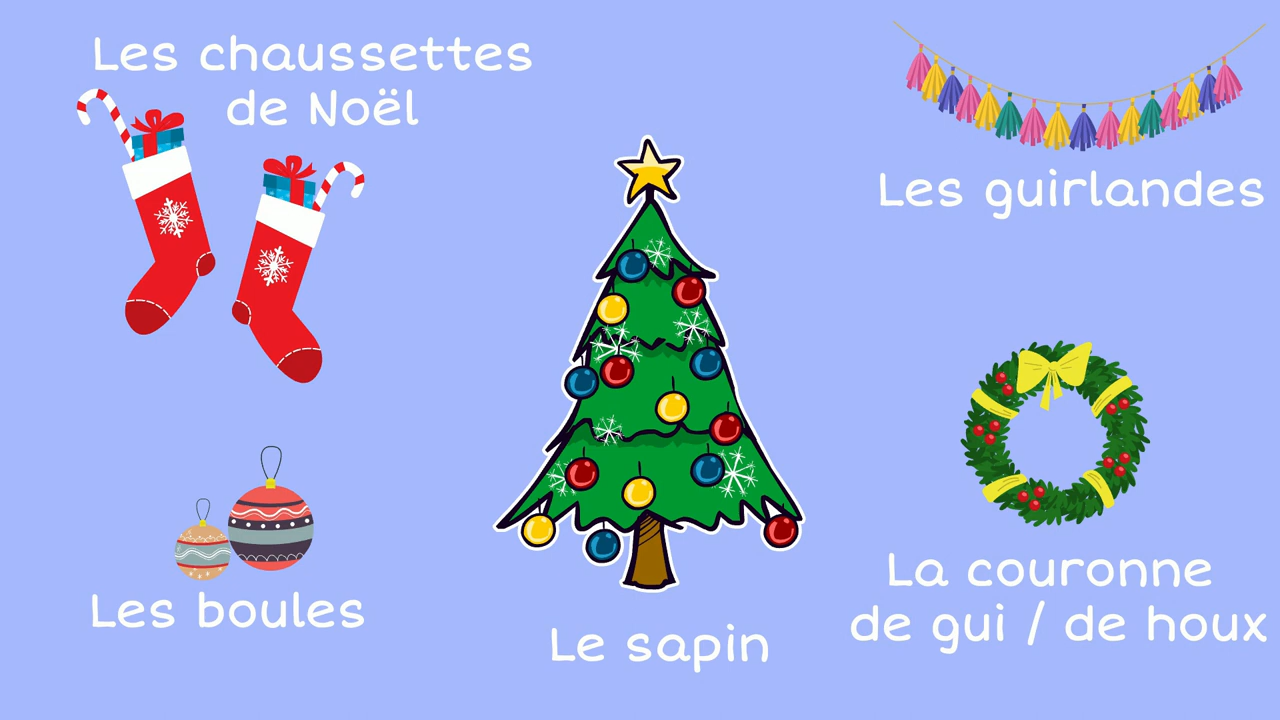 Les chaussettes
de Noël
Les guirlandes
Les boules
Le sapin
La couronne
de gui / de houx